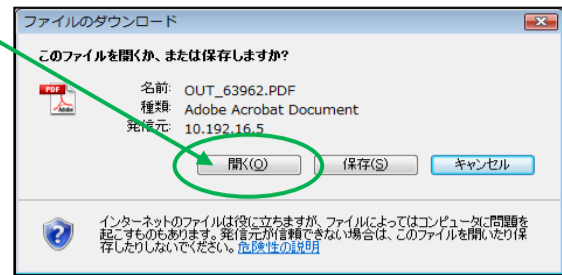 ファイルのダウンロード
このファイルを開くか、または保存しますか?
PDF
Adobe
名前: OUT_63962.PDF
種類: Adobe Acrobat Document
発信元: 10.192.16.5
開く(O) 保存(S) キャンセル
インターネットのファイルは役に立ちますが、ファイルによってはコンピュータに問題を
起こすものもあります。発信元が信頼できない場合は、このファイルを開いたり保
存したりしないでください。危険性の説明